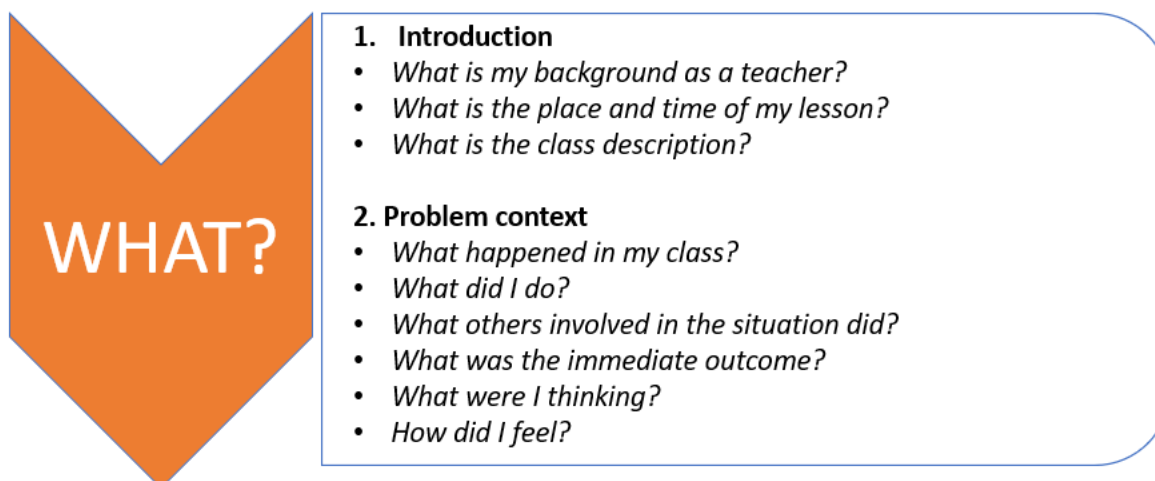 WHAT?
1. Introduction
• What is my background as a teacher?
• What is the place and time of my lesson?
• What is the class description?
2. Problem context
• What happened in my class?
• What did I do?
• What others involved in the situation did?
• What was the immediate outcome?
• What were I thinking?
• How did I feel?